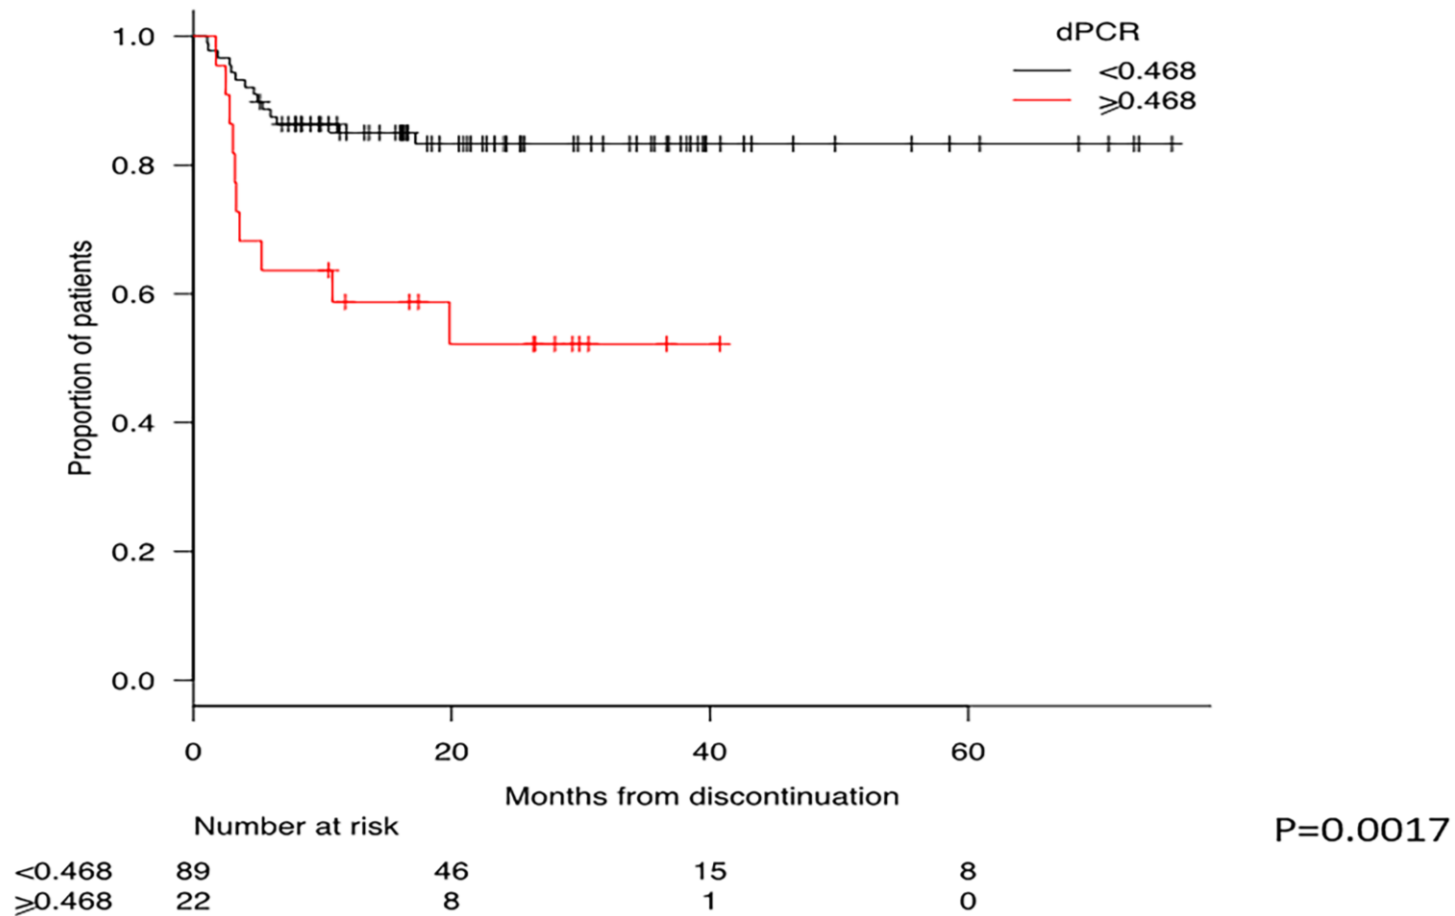 dPCR
<0.468
⩾0.468
1.0
0.8
0.6
0.4
0.2
0.0
Proportion of patients
0 20 40 60
Months from discontinuation
Number at risk
P=0.0017
<0.468 89 46 15 8
⩾0.468 22 8 1 0